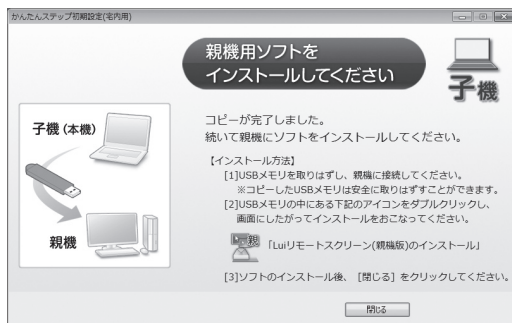 かんたんステップ初期設定(宅内用)
親機用ソフトを
インストールしてください
子機
子機(本機)
親機
コピーが完了しました。
続いて親機にソフトをインストールしてください。
【インストール方法】
[1]USBメモリを取りはずし、親機に接続してください。
※コピーしたUSBメモリは安全に取りはずすことができます。
[2]USBメモリの中にある下記のアイコンをダブルクリックし、
画面にしたがってインストールをおこなってください。
親
「Luiリモートスクリーン(親機版)のインストール」
[3]ソフトのインストール後、[閉じる]をクリックしてください。
閉じる